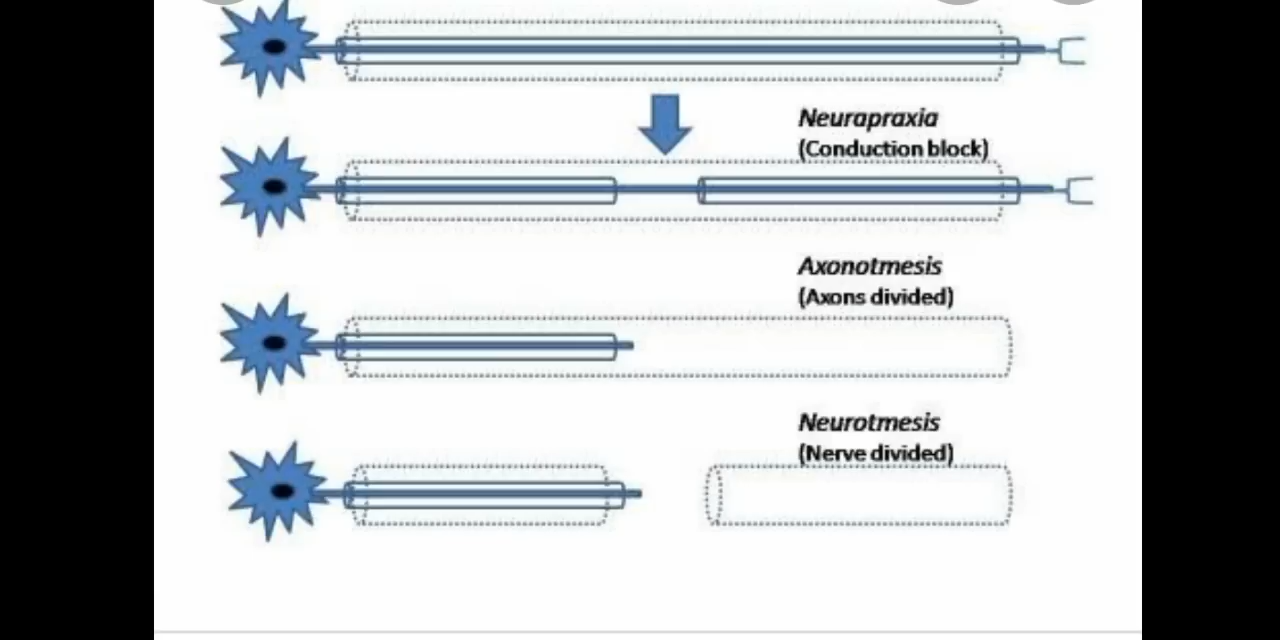 Neurapraxia
(Conduction block)
Axonotmesis
(Axons divided)
Neurotmesis
(Nerve divided)